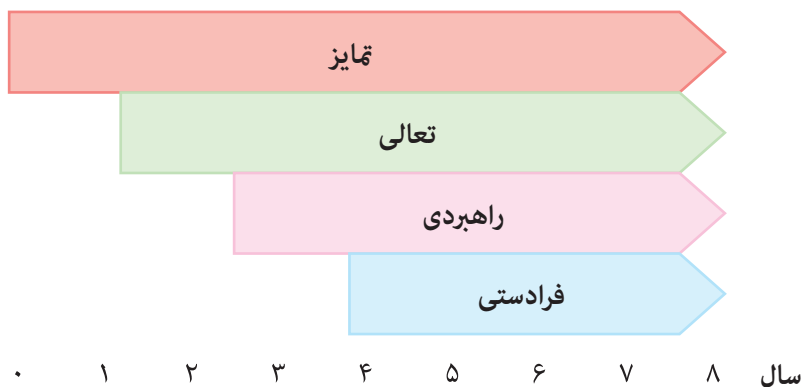 تمایز
تعالی
راهبردی
فرادستی
۰ ۱ ۲ ۳ ۴ ۵ ۶ ۷ ۸ سال